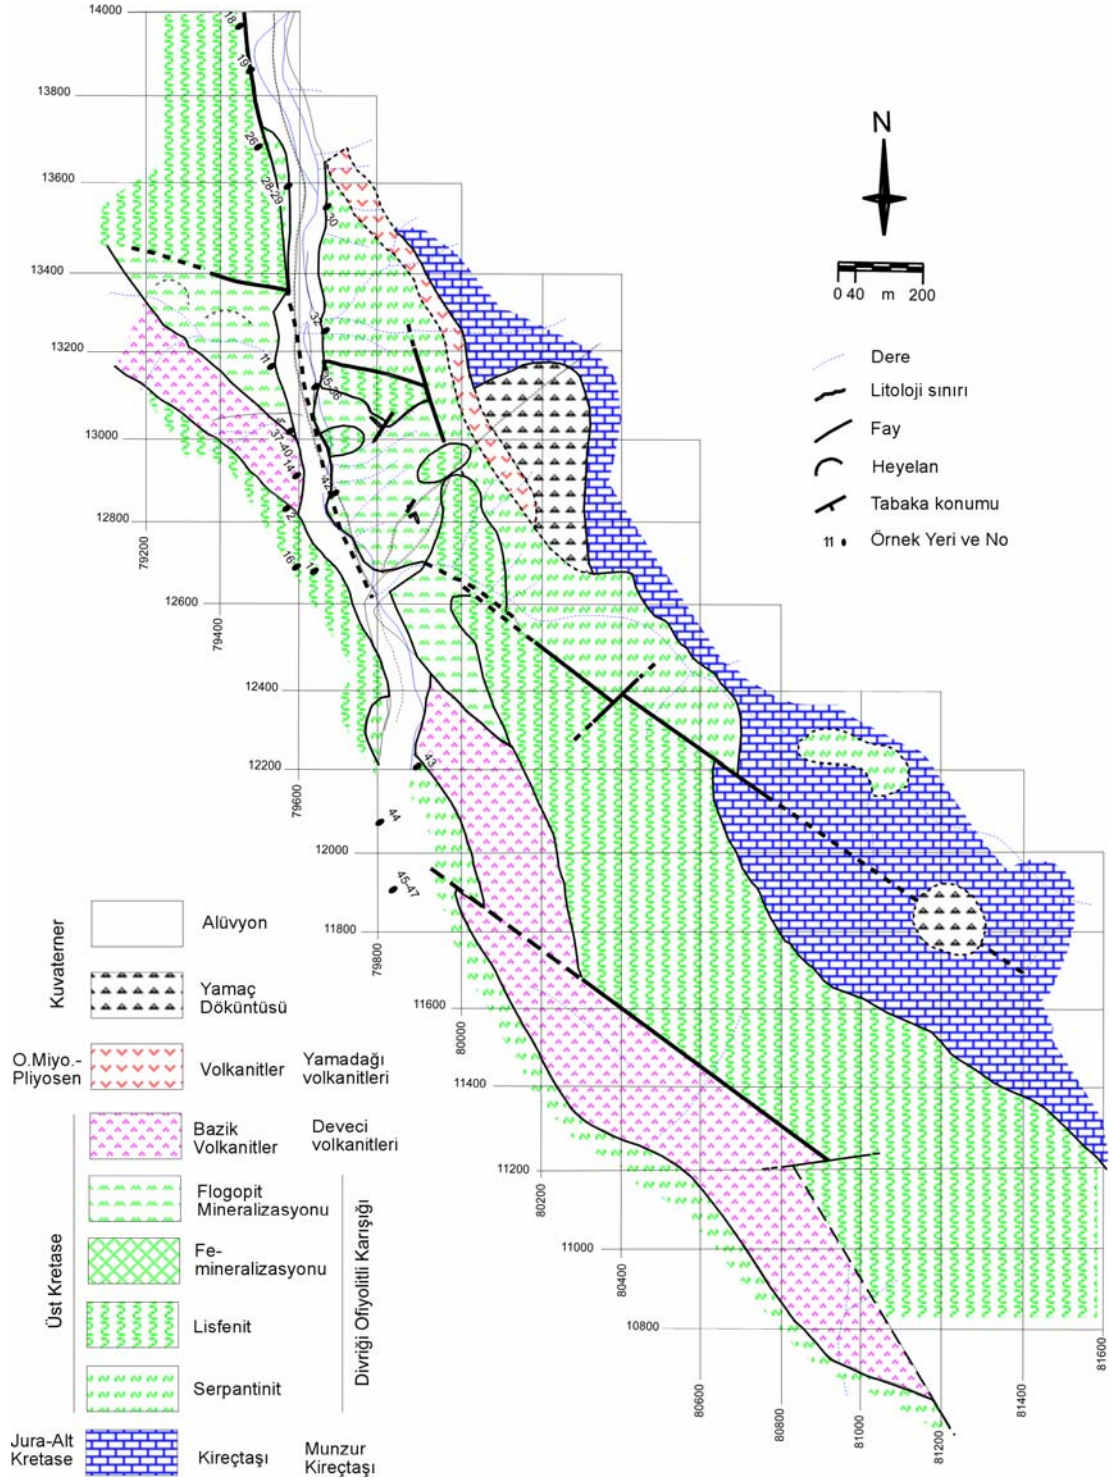 14000
13800
13600
13400
13200
13000
12800
12600
12400
12200
12000
11800
11600
11400
11200
11000
10800
79200
79400
79600
79800
80000
80200
80400
80600
80800
81000
81200
81400
81600
18
19
26
28-29
30
32
11
35-36
37-40
14
42
2
16
1
43
44
45-47
N
0 40 m 200
Dere
Litoloji sınırı
Fay
Heyelan
Tabaka konumu
11 Örnek Yeri ve No
Kuvaterner
Alüvyon
Yamaç
Döküntüsü
O.Miyo.-
Pliyosen
Volkanitler
Yamadağı
volkanitleri
Üst Kretase
Bazik
Volkanitler
Deveci
volkanitleri
Flogopit
Mineralizasyonu
Fe-
mineralizasyonu
Lisfenit
Serpantinit
Divriği Ofiyolitli Karışığı
Jura-Alt
Kretase
Kireçtaşı
Munzur
Kireçtaşı